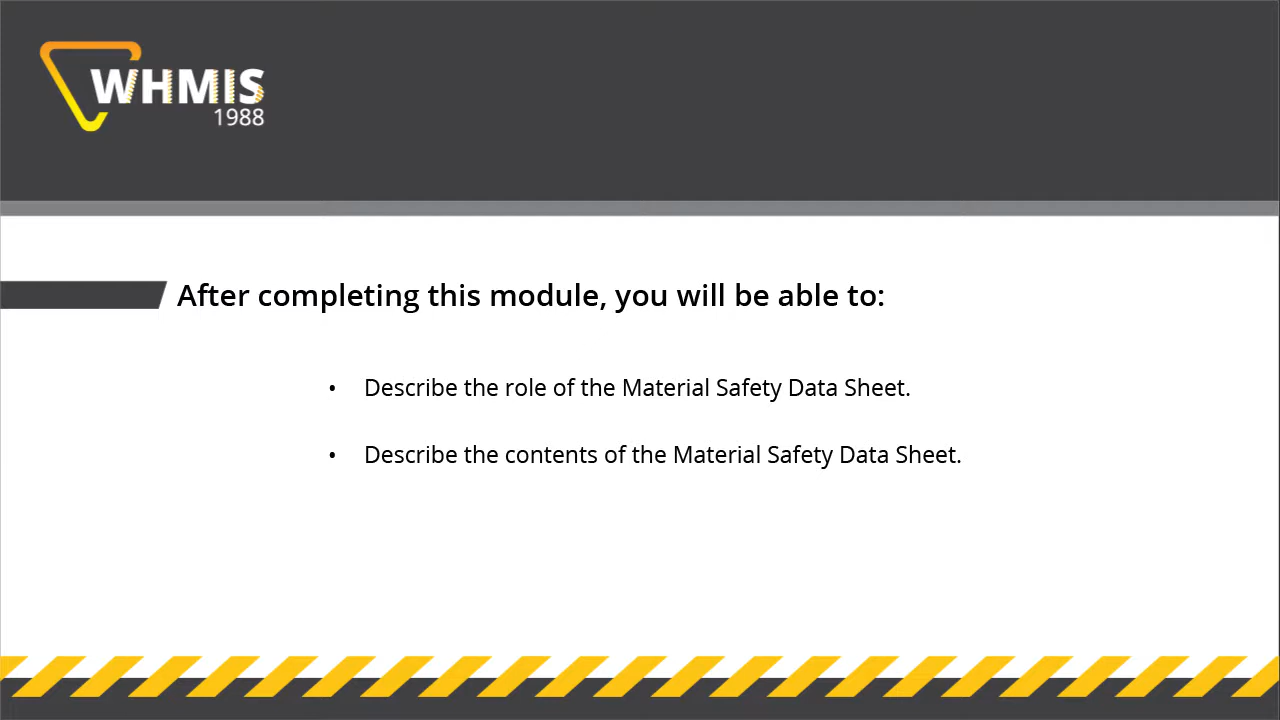 WHMIS
1988
After completing this module, you will be able to:
• Describe the role of the Material Safety Data Sheet.
• Describe the contents of the Material Safety Data Sheet.